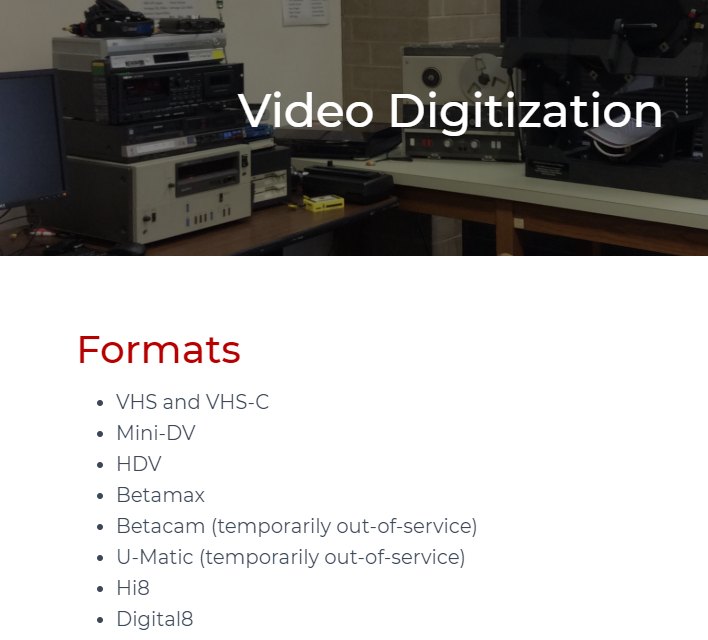 Video Digitization
Formats
VHS and VHS-C
Mini-DV
HDV
Betamax
Betacam (temporarily out-of-service)
U-Matic (temporarily out-of-service)
Hi8
Digital8